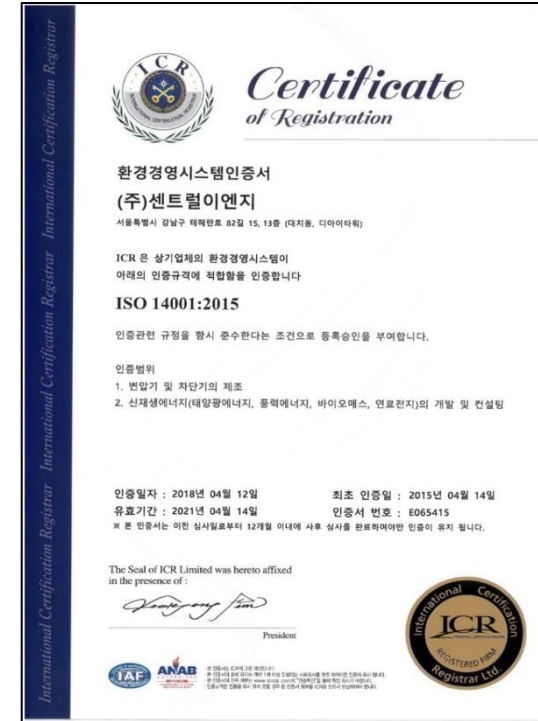 International Certification Registrar International Certification Registrar International Certification Registrar
ICR
INTERNATIONAL CERTIFICATION REGISTRAR
Certificate
of Registration
환경경영시스템인증서
(주)센트럴이엔지
서울특별시 강남구 테헤란로 82길 15, 13층 (대치동, 디아이타워)
ICR 은 상기업체의 환경경영시스템이
아래의 인증규격에 적합함을 인증합니다
ISO 14001:2015
인증관련 규정을 항시 준수한다는 조건으로 등록승인을 부여합니다.
인증범위
1. 변압기 및 차단기의 제조
2. 신재생에너지(태양광에너지, 풍력에너지, 바이오매스, 연료전지)의 개발 및 컨설팅
인증일자 : 2018년 04월 12일 최초 인증일 : 2015년 04월 14일
유효기간 : 2021년 04월 14일 인증서 번호 : E065415
※ 본 인증서는 이전 심사일로부터 12개월 이내에 사후 심사를 완료하여야만 인증이 유지 됩니다.
The Seal of ICR Limited was hereto affixed
in the presence of :
President
IAF
ANAB
International Certification
ICR
REGISTERED FIRM
Registrar Ltd.